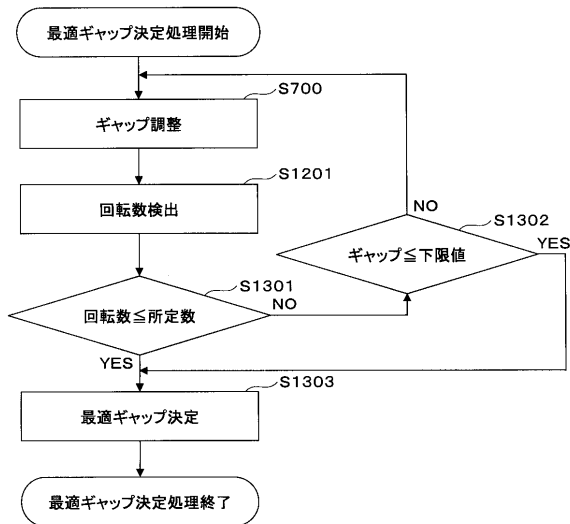 最適ギャップ決定処理開始
S700
ギャップ調整
S1201
回転数検出
NO
S1302
ギャップ≦下限値
YES
S1301
回転数≦所定数
NO
YES
S1303
最適ギャップ決定
最適ギャップ決定処理終了